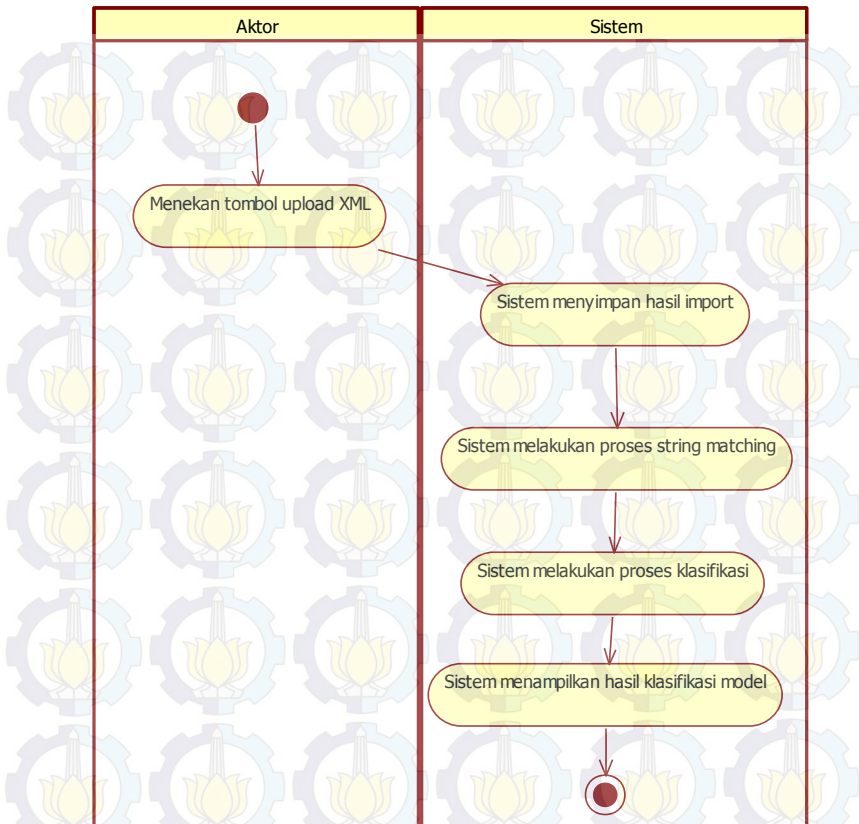 Aktor
Sistem
Menekan tombol upload XML
Sistem menyimpan hasil import
Sistem melakukan proses string matching
Sistem melakukan proses klasifikasi
Sistem menampilkan hasil klasifikasi model